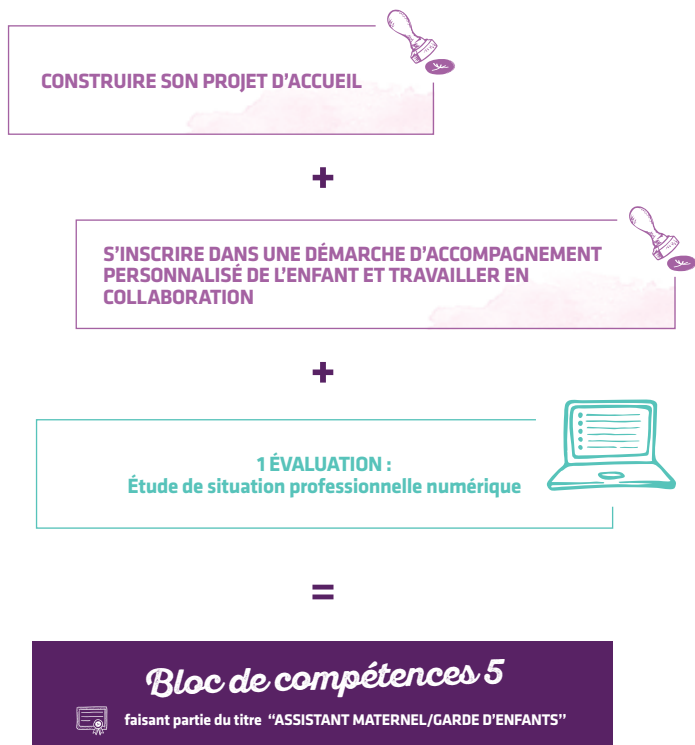 CONSTRUIRE SON PROJET D'ACCUEIL
+
S'INSCRIRE DANS UNE DÉMARCHE D'ACCOMPAGNEMENT
PERSONNALISÉ DE L'ENFANT ET TRAVAILLER EN
COLLABORATION
+
1 ÉVALUATION :
Étude de situation professionnelle numérique
=
Bloc de compétences 5
faisant partie du titre "ASSISTANT MATERNEL/GARDE D'ENFANTS"